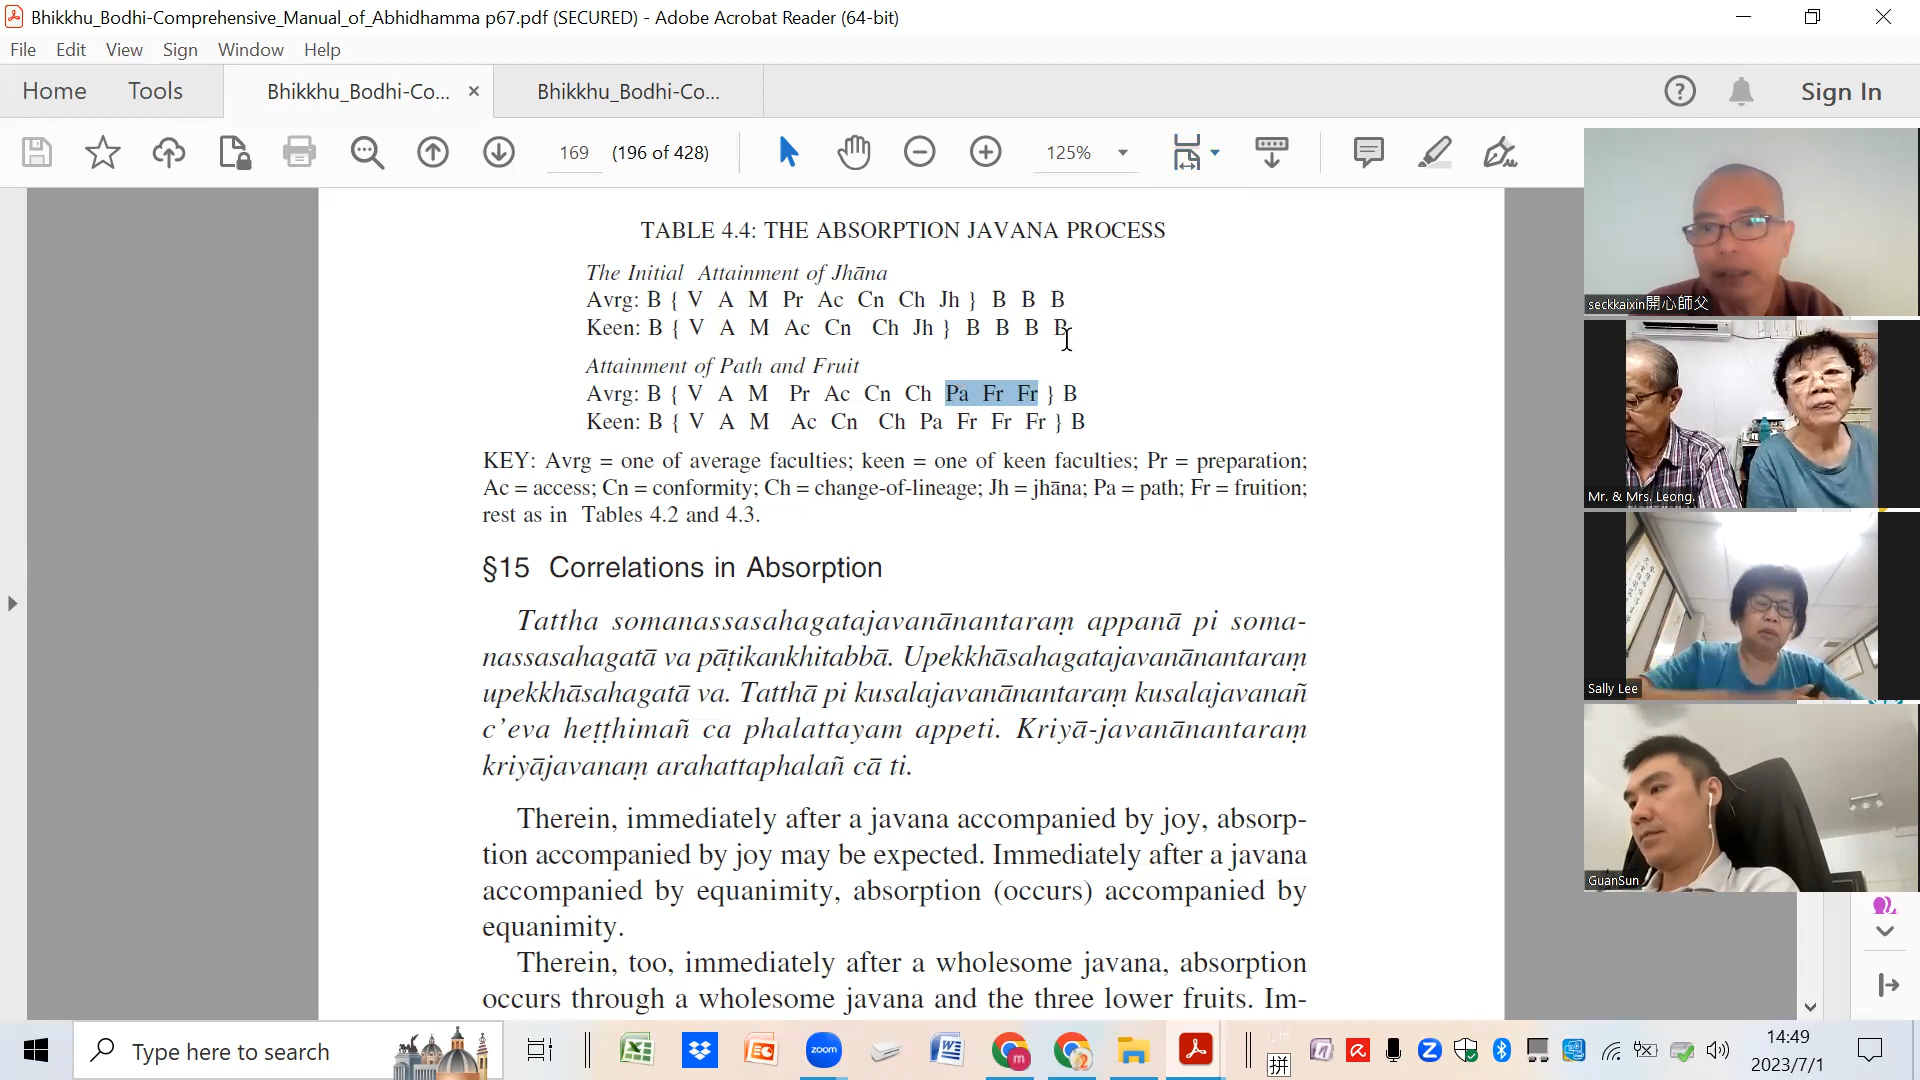 Bhikkhu_Bodhi-Comprehensive_Manual_of_Abhidhamma p67.pdf (SECURED) - Adobe Acrobat Reader (64-bit)
File Edit View Sign Window Help
Home Tools Bhikkhu_Bodhi-Co... × Bhikkhu_Bodhi-Co... Sign In
169 (196 of 428) 125%
TABLE 4.4: THE ABSORPTION JAVANA PROCESS
The Initial Attainment of Jhāna
Avrg: B { V A M Pr Ac Cn Ch Jh } B B B
Keen: B { V A M Ac Cn Ch Jh } B B B B
Attainment of Path and Fruit
Avrg: B { V A M Pr Ac Cn Ch Pa Fr Fr } B
Keen: B { V A M Ac Cn Ch Pa Fr Fr Fr } B
KEY: Avrg = one of average faculties; keen = one of keen faculties; Pr = preparation;
Ac = access; Cn = conformity; Ch = change-of-lineage; Jh = jhāna; Pa = path; Fr = fruition;
rest as in Tables 4.2 and 4.3.
§15 Correlations in Absorption
Tattha somanassasahagatajavanānantaraṃ appanā pi soma-
nassasahagatā va pāṭikankhitabbā. Upekkhāsahagatajavanānantaraṃ
upekkhāsahagatā va. Tatthā pi kusalajavanānantaraṃ kusalajavanañ
c'eva heṭṭhimañ ca phalattayam appeti. Kriyā-javanānantaraṃ
kriyājavanaṃ arahattaphalañ cā ti.
Therein, immediately after a javana accompanied by joy, absorp-
tion accompanied by joy may be expected. Immediately after a javana
accompanied by equanimity, absorption (occurs) accompanied by
equanimity.
Therein, too, immediately after a wholesome javana, absorption
occurs through a wholesome javana and the three lower fruits. Im-
seckkaixin開心師父
Mr. & Mrs. Leong.
Sally Lee
GuanSun
Type here to search
zoom
拼
14:49
2023/7/1